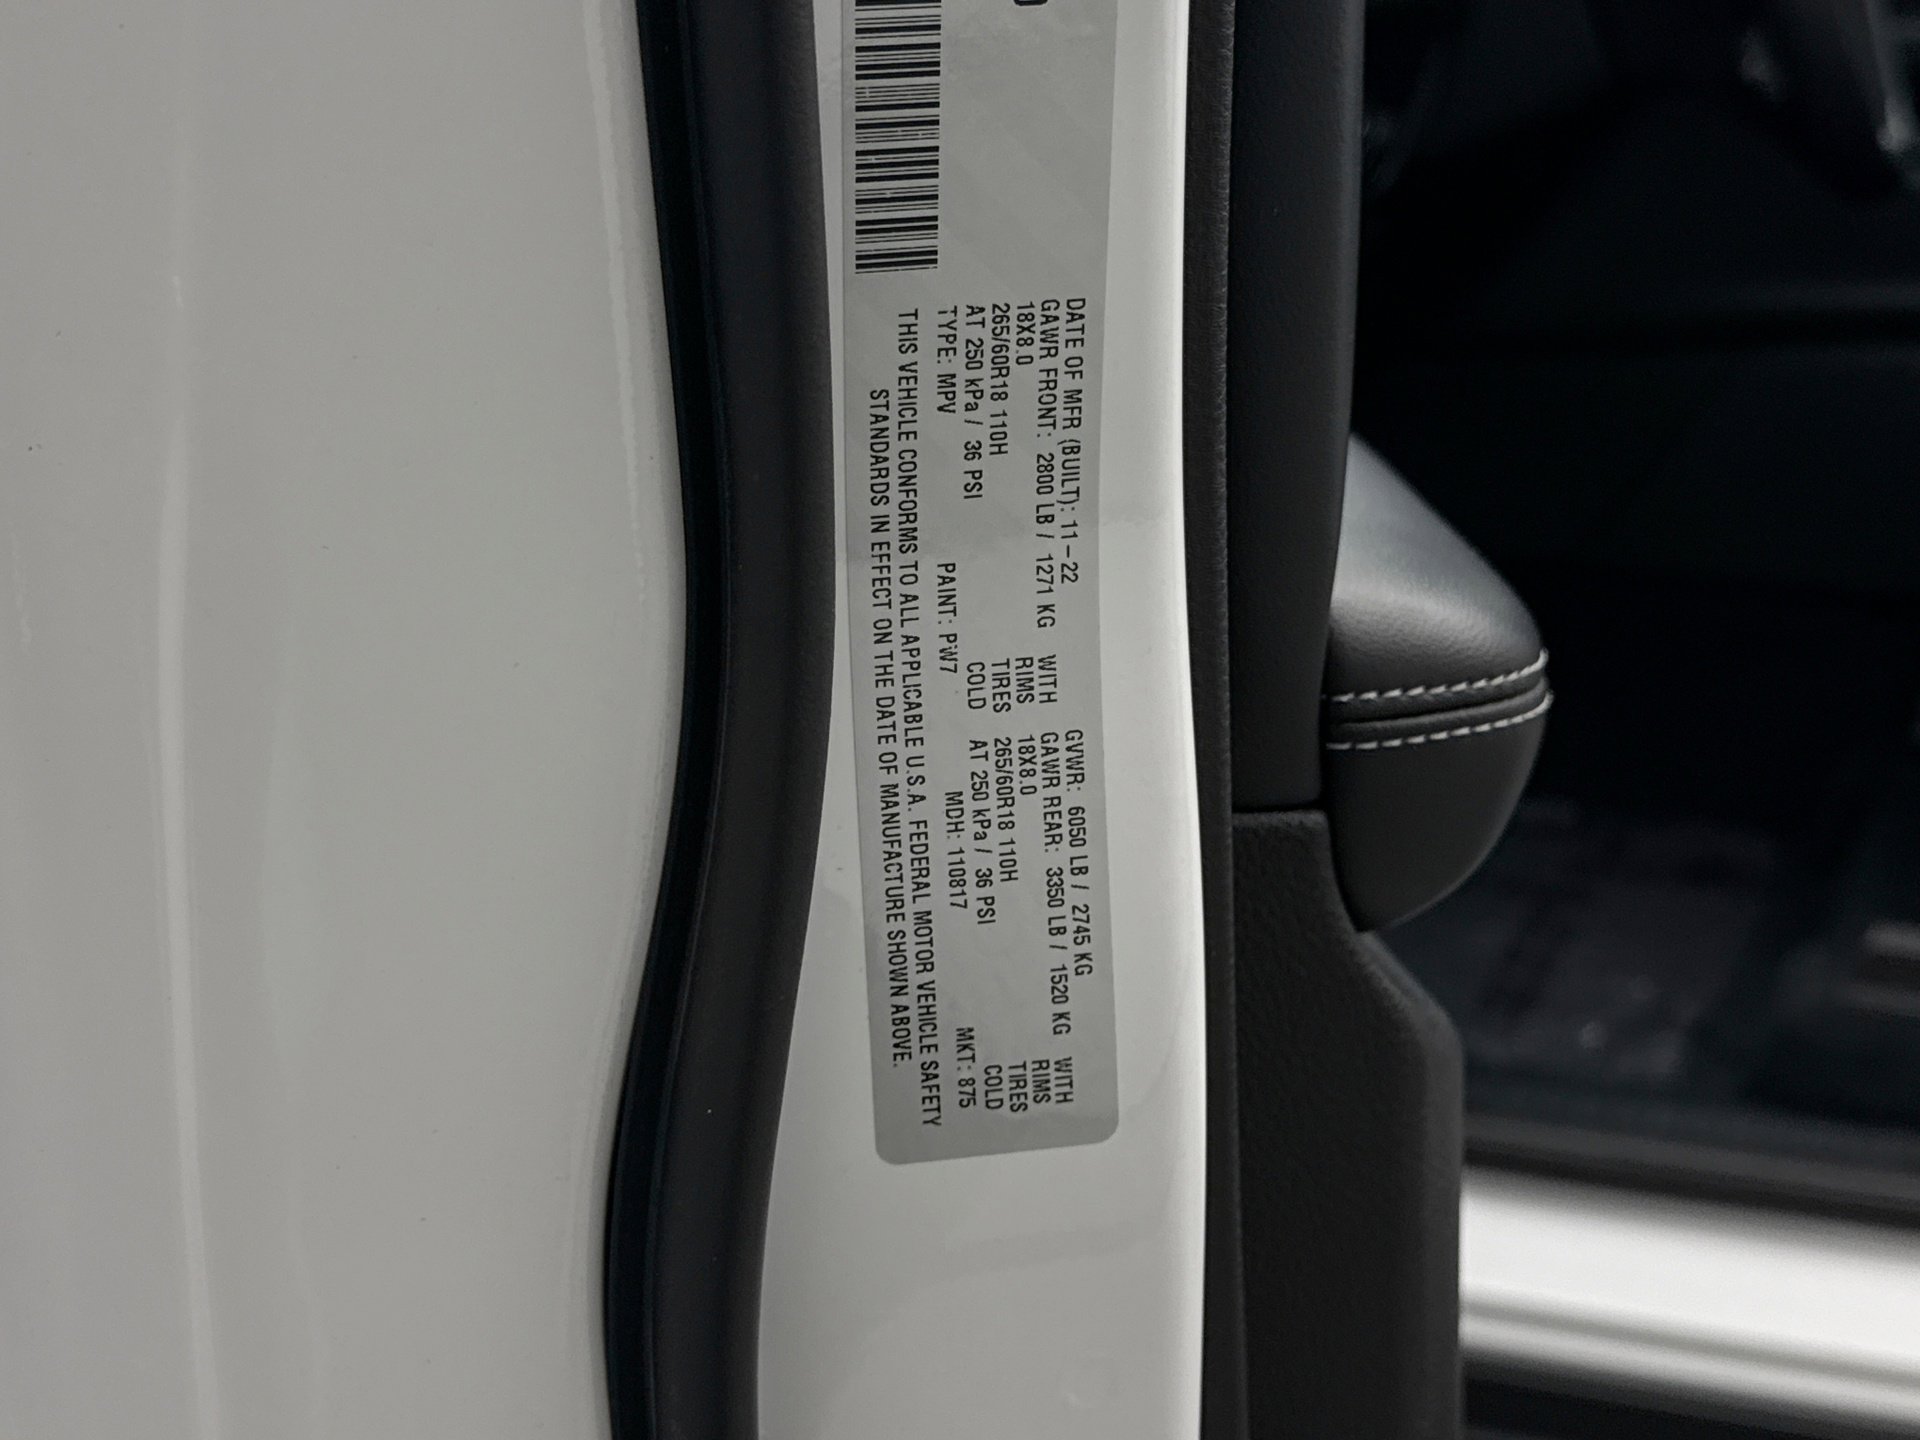 DATE OF MFR (BUILT): 11-22 GVWR: 6050 LB / 2745 KG
GAWR FRONT: 2800 LB / 1271 KG WITH GAWR REAR: 3350 LB / 1520 KG WITH
18X8.0 RIMS 18X8.0 RIMS
265/60R18 110H TIRES 265/60R18 110H TIRES
AT 250 kPa / 36 PSI COLD AT 250 kPa / 36 PSI COLD
TYPE: MPV PAINT: PW7 MDH: 110817 MKT: 875
THIS VEHICLE CONFORMS TO ALL APPLICABLE U.S.A. FEDERAL MOTOR VEHICLE SAFETY
STANDARDS IN EFFECT ON THE DATE OF MANUFACTURE SHOWN ABOVE.